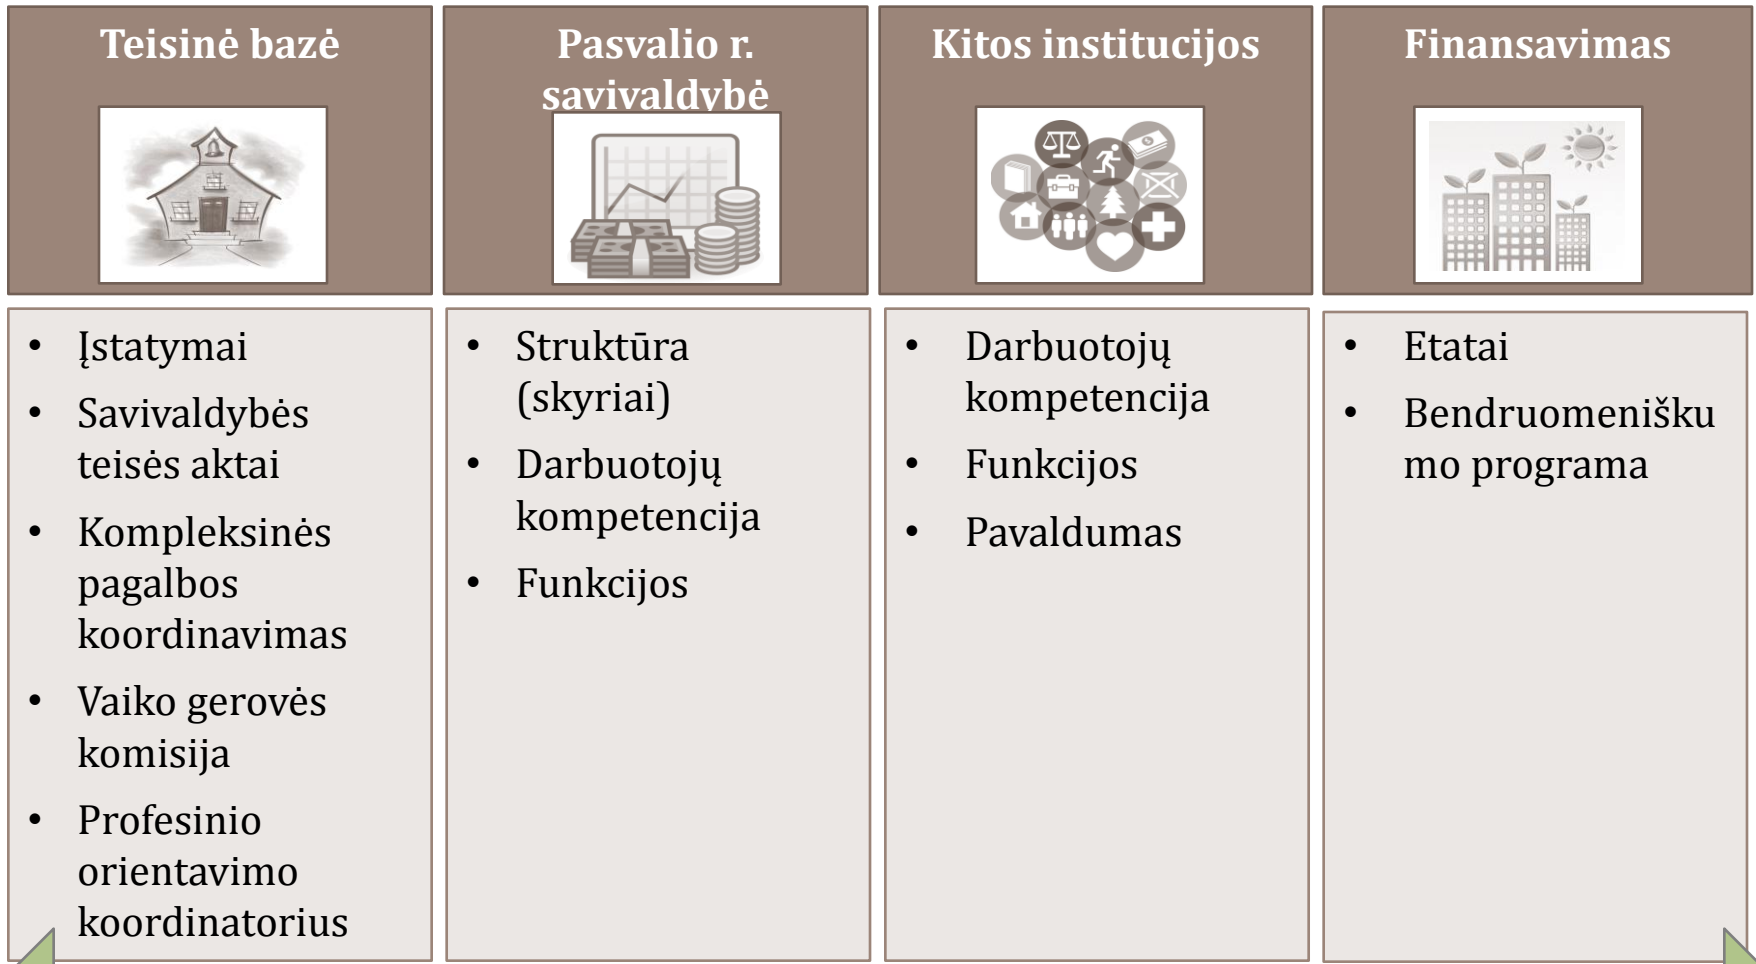 Teisinė bazė
Pasvalio r.
savivaldybė
Kitos institucijos
Finansavimas
• Įstatymai
• Savivaldybės
teisės aktai
• Kompleksinės
pagalbos
koordinavimas
• Vaiko gerovės
komisija
• Profesinio
orientavimo
koordinatorius
• Struktūra
(skyriai)
• Darbuotojų
kompetencija
• Funkcijos
• Darbuotojų
kompetencija
• Funkcijos
• Pavaldumas
• Etatai
• Bendruomenišku
mo programa